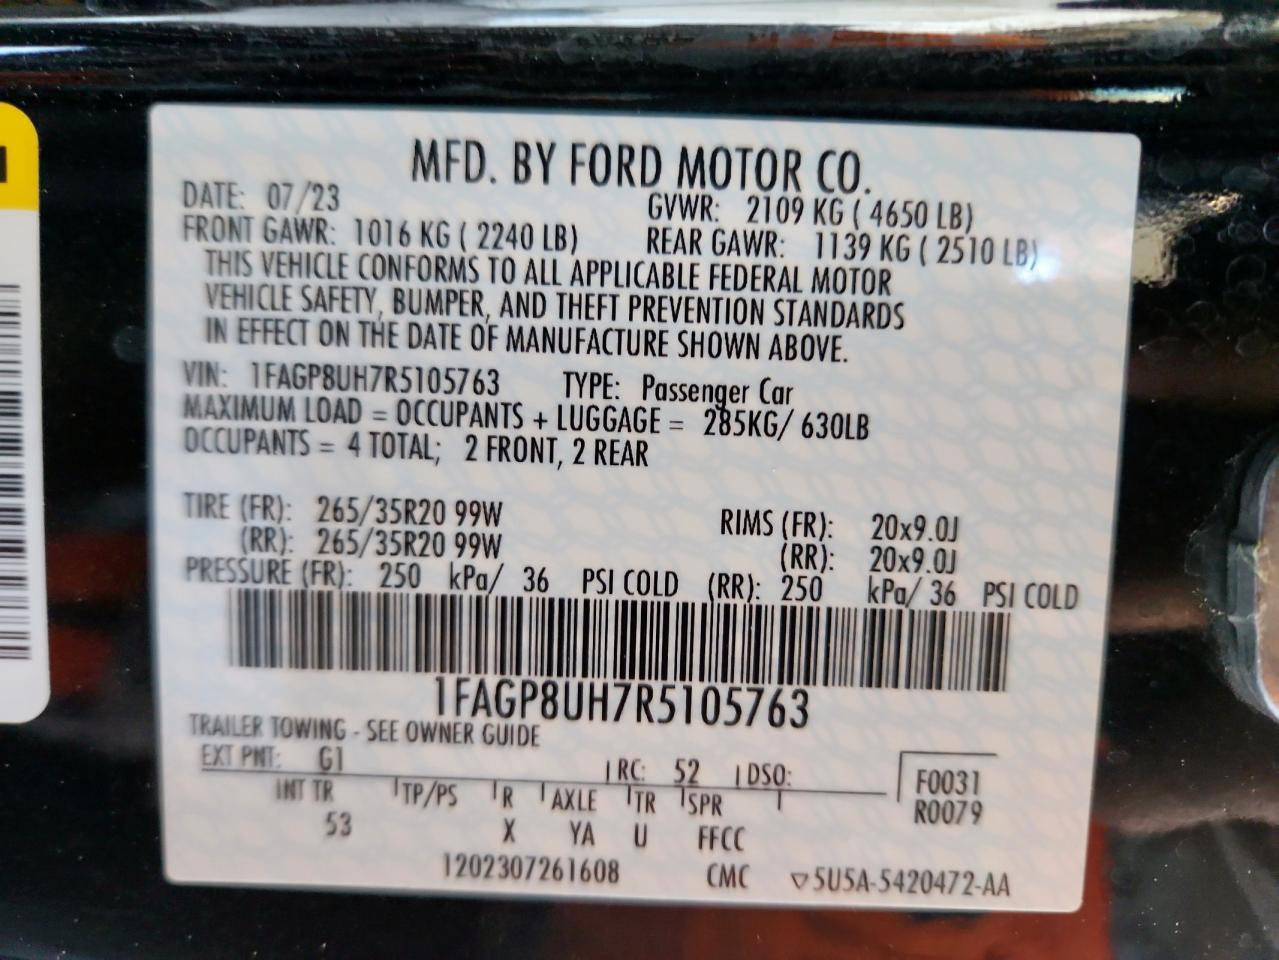 MFD. BY FORD MOTOR CO.
DATE: 07/23 GVWR: 2109 KG ( 4650 LB)
FRONT GAWR: 1016 KG ( 2240 LB) REAR GAWR: 1139 KG ( 2510 LB)
THIS VEHICLE CONFORMS TO ALL APPLICABLE FEDERAL MOTOR
VEHICLE SAFETY, BUMPER, AND THEFT PREVENTION STANDARDS
IN EFFECT ON THE DATE OF MANUFACTURE SHOWN ABOVE.
VIN: 1FAGP8UH7R5105763 TYPE: Passenger Car
MAXIMUM LOAD = OCCUPANTS + LUGGAGE = 285KG/ 630LB
OCCUPANTS = 4 TOTAL; 2 FRONT, 2 REAR
TIRE (FR): 265/35R20 99W RIMS (FR): 20x9.0J
(RR): 265/35R20 99W (RR): 20x9.0J
PRESSURE (FR): 250 kPa/ 36 PSI COLD (RR): 250 kPa/ 36 PSI COLD
1FAGP8UH7R5105763
TRAILER TOWING - SEE OWNER GUIDE
EXT PNT: G1 RC: 52 DSO: F0031
INT TR TP/PS R AXLE TR SPR R0079
53 X YA U FFCC
1202307261608 CMC ▽5U5A-5420472-AA